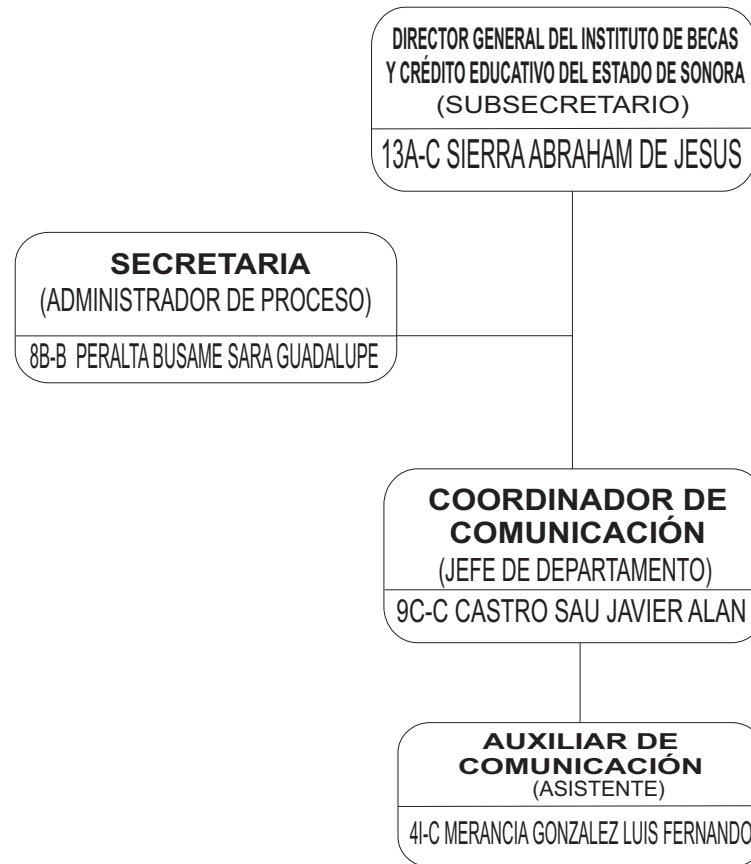 DIRECTOR GENERAL DEL INSTITUTO DE BECAS
Y CRÉDITO EDUCATIVO DEL ESTADO DE SONORA
(SUBSECRETARIO)
13A-C SIERRA ABRAHAM DE JESUS
SECRETARIA
(ADMINISTRADOR DE PROCESO)
8B-B PERALTA BUSAME SARA GUADALUPE
COORDINADOR DE
COMUNICACIÓN
(JEFE DE DEPARTAMENTO)
9C-C CASTRO SAU JAVIER ALAN
AUXILIAR DE
COMUNICACIÓN
(ASISTENTE)
4I-C MERANCIA GONZALEZ LUIS FERNANDO